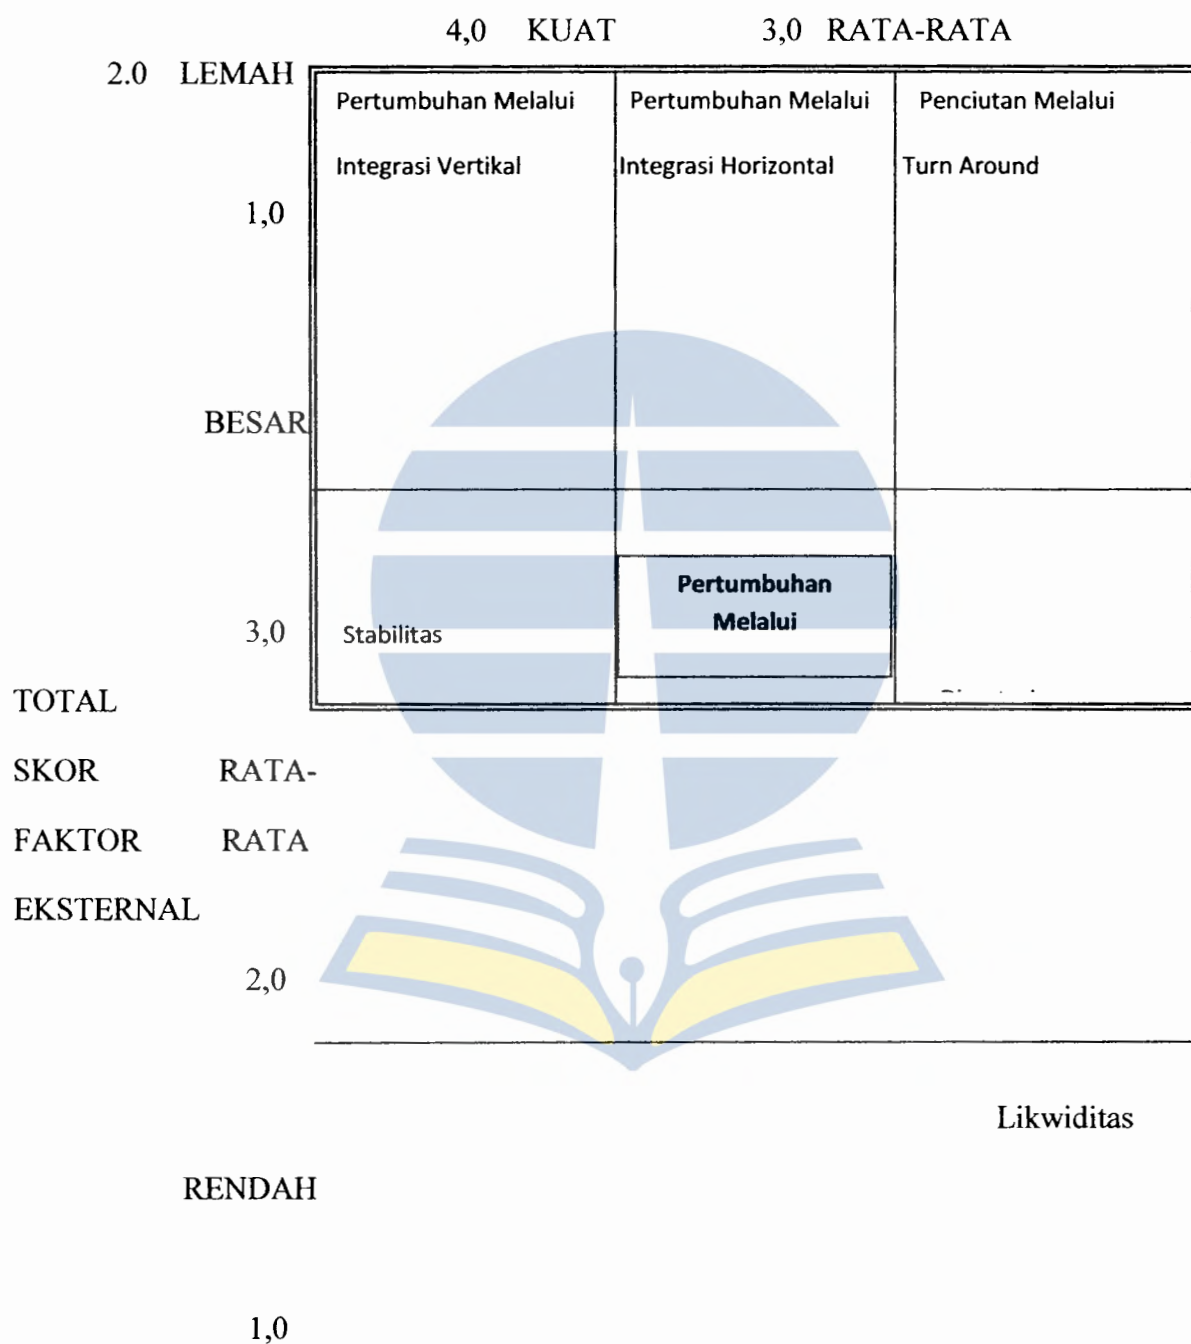 4,0 KUAT 3,0 RATA-RATA
2.0 LEMAH
Pertumbuhan Melalui Pertumbuhan Melalui Penciutan Melalui
Integrasi Vertikal Integrasi Horizontal Turn Around
1,0
BESAR
Pertumbuhan
Melalui
3,0 Stabilitas
TOTAL
SKOR RATA-
FAKTOR RATA
EKSTERNAL
2,0
Likwiditas
RENDAH
1,0